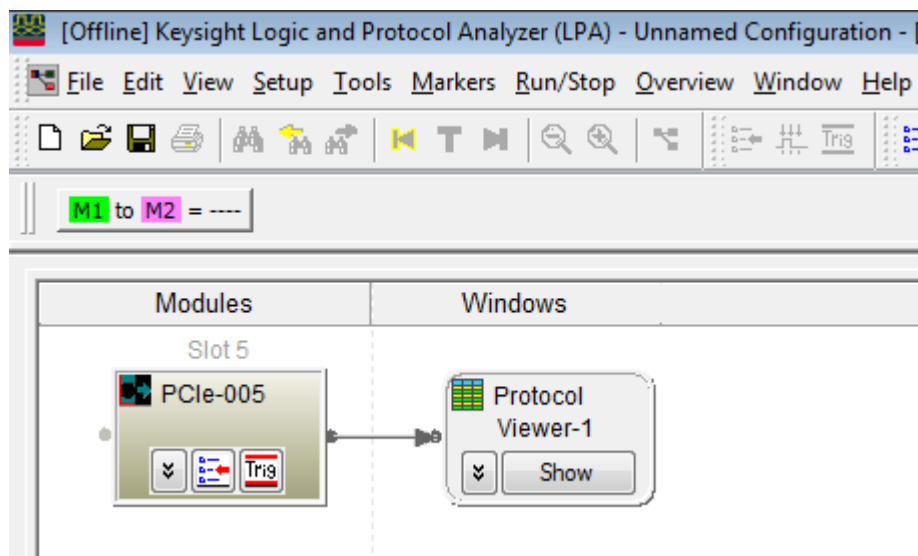 [Offline] Keysight Logic and Protocol Analyzer (LPA) - Unnamed Configuration - [
File Edit View Setup Tools Markers Run/Stop Overview Window Help
T Trig
M1 to M2 = ----
Modules Windows
Slot 5
PCIe-005 Protocol
Viewer-1
Trig Show